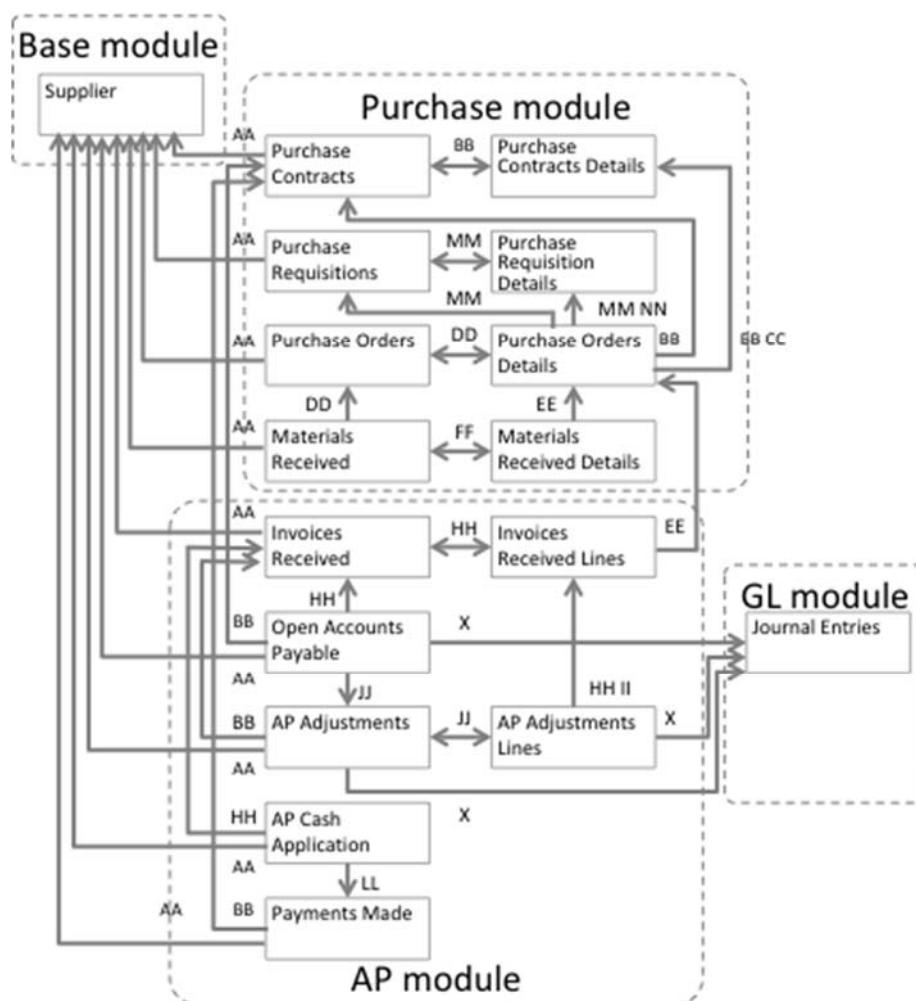 Base module
Supplier
Purchase module
AA
Purchase
Contracts
BB
Purchase
Contracts Details
AA
Purchase
Requisitions
MM
Purchase
Requisition
Details
MM
MM NN
AA
Purchase Orders
DD
Purchase Orders
Details
BB
BB CC
DD
EE
AA
Materials
Received
FF
Materials
Received Details
AA
Invoices
Received
HH
Invoices
Received Lines
EE
HH
GL module
Journal Entries
BB
Open Accounts
Payable
X
AA
JJ
HH II
BB
AP Adjustments
JJ
AP Adjustments
Lines
X
AA
HH
AP Cash
Application
X
AA
LL
AA
BB
Payments Made
AP module